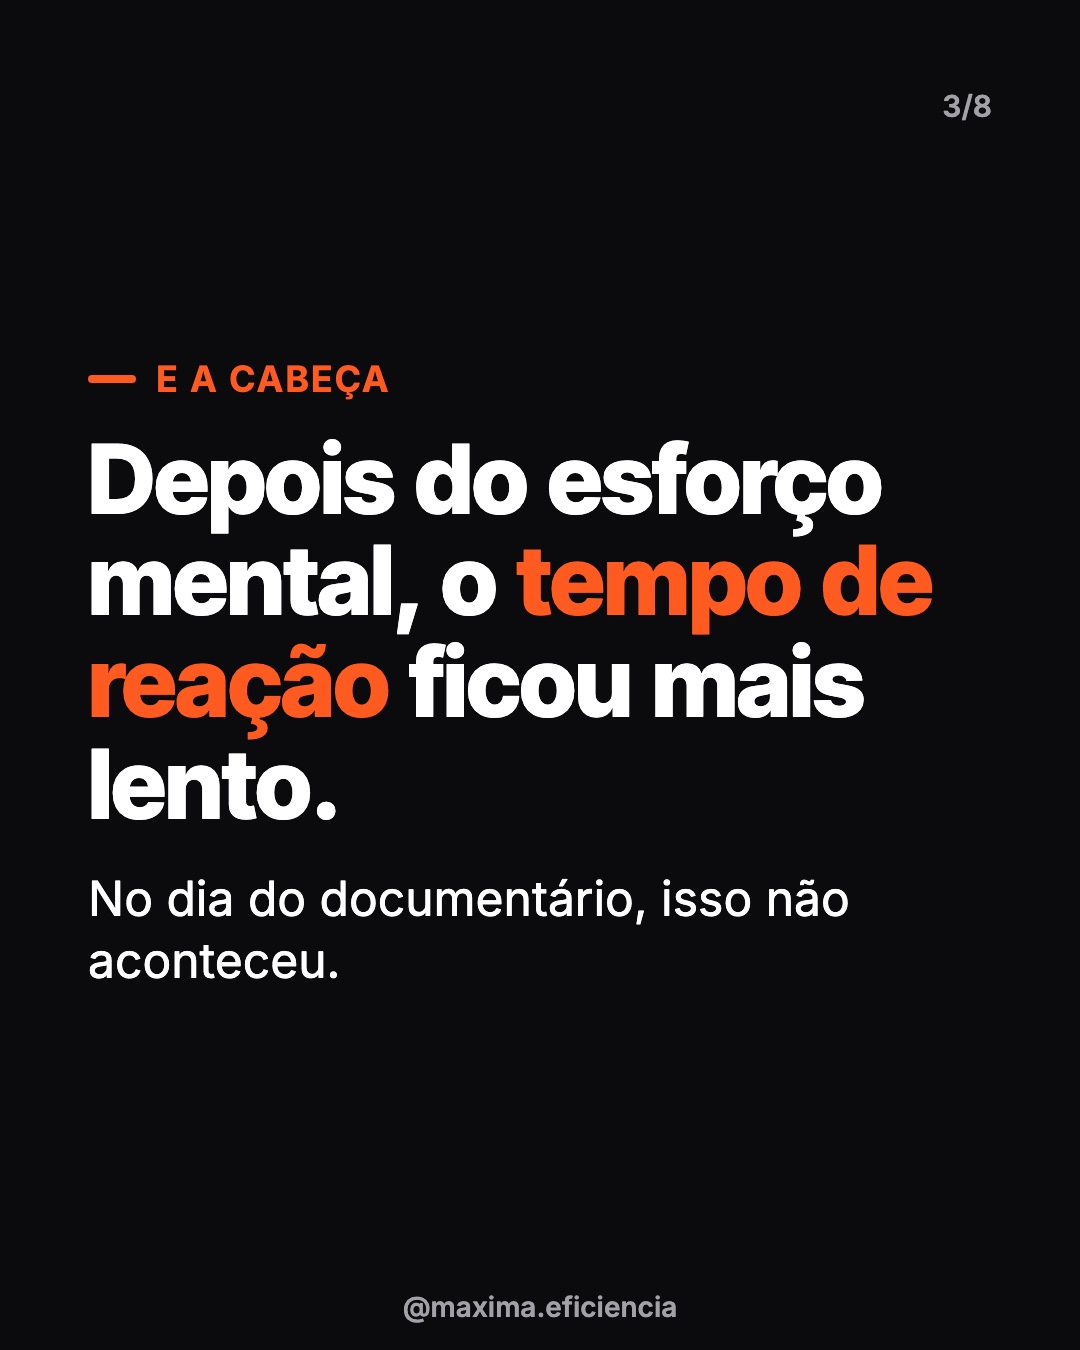 3/8
E A CABEÇA
Depois do esforço
mental, o tempo de
reação ficou mais
lento.
No dia do documentário, isso não
aconteceu.
@maxima.eficiencia